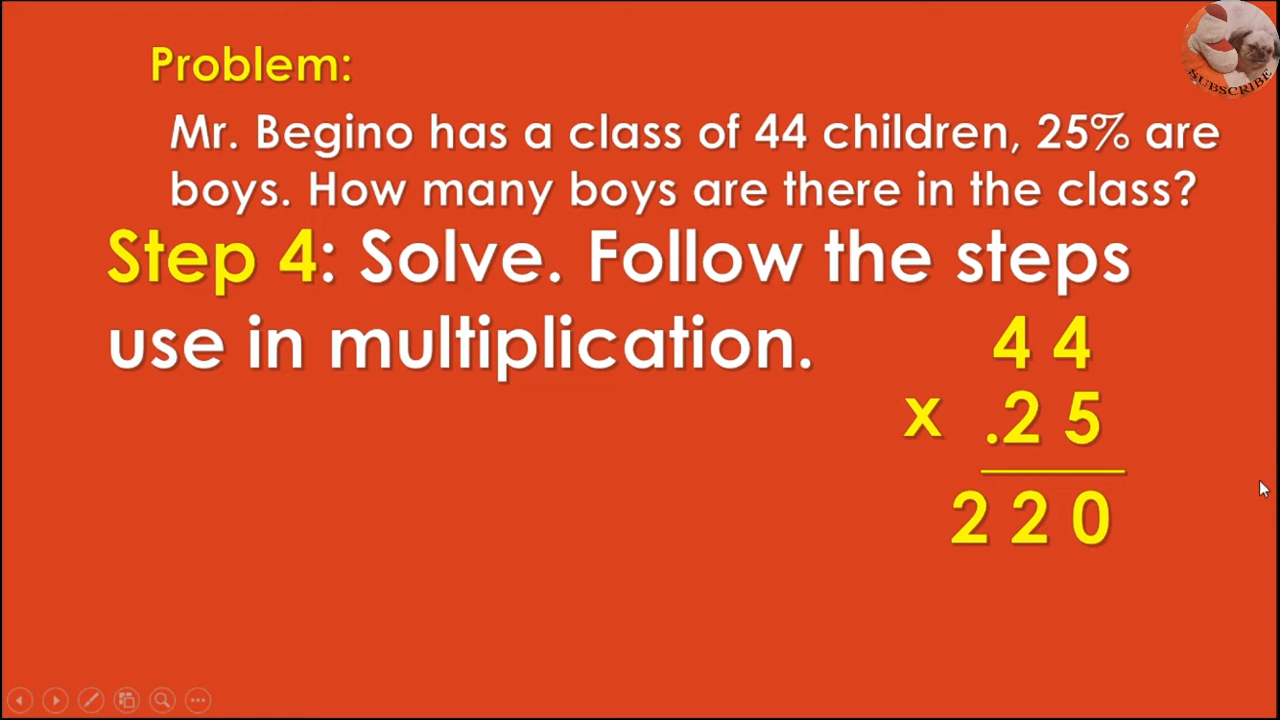 SUBSCRIBE
Problem:
Mr. Begino has a class of 44 children, 25% are
boys. How many boys are there in the class?
Step 4: Solve. Follow the steps
use in multiplication.
4 4
x .2 5
2 2 0